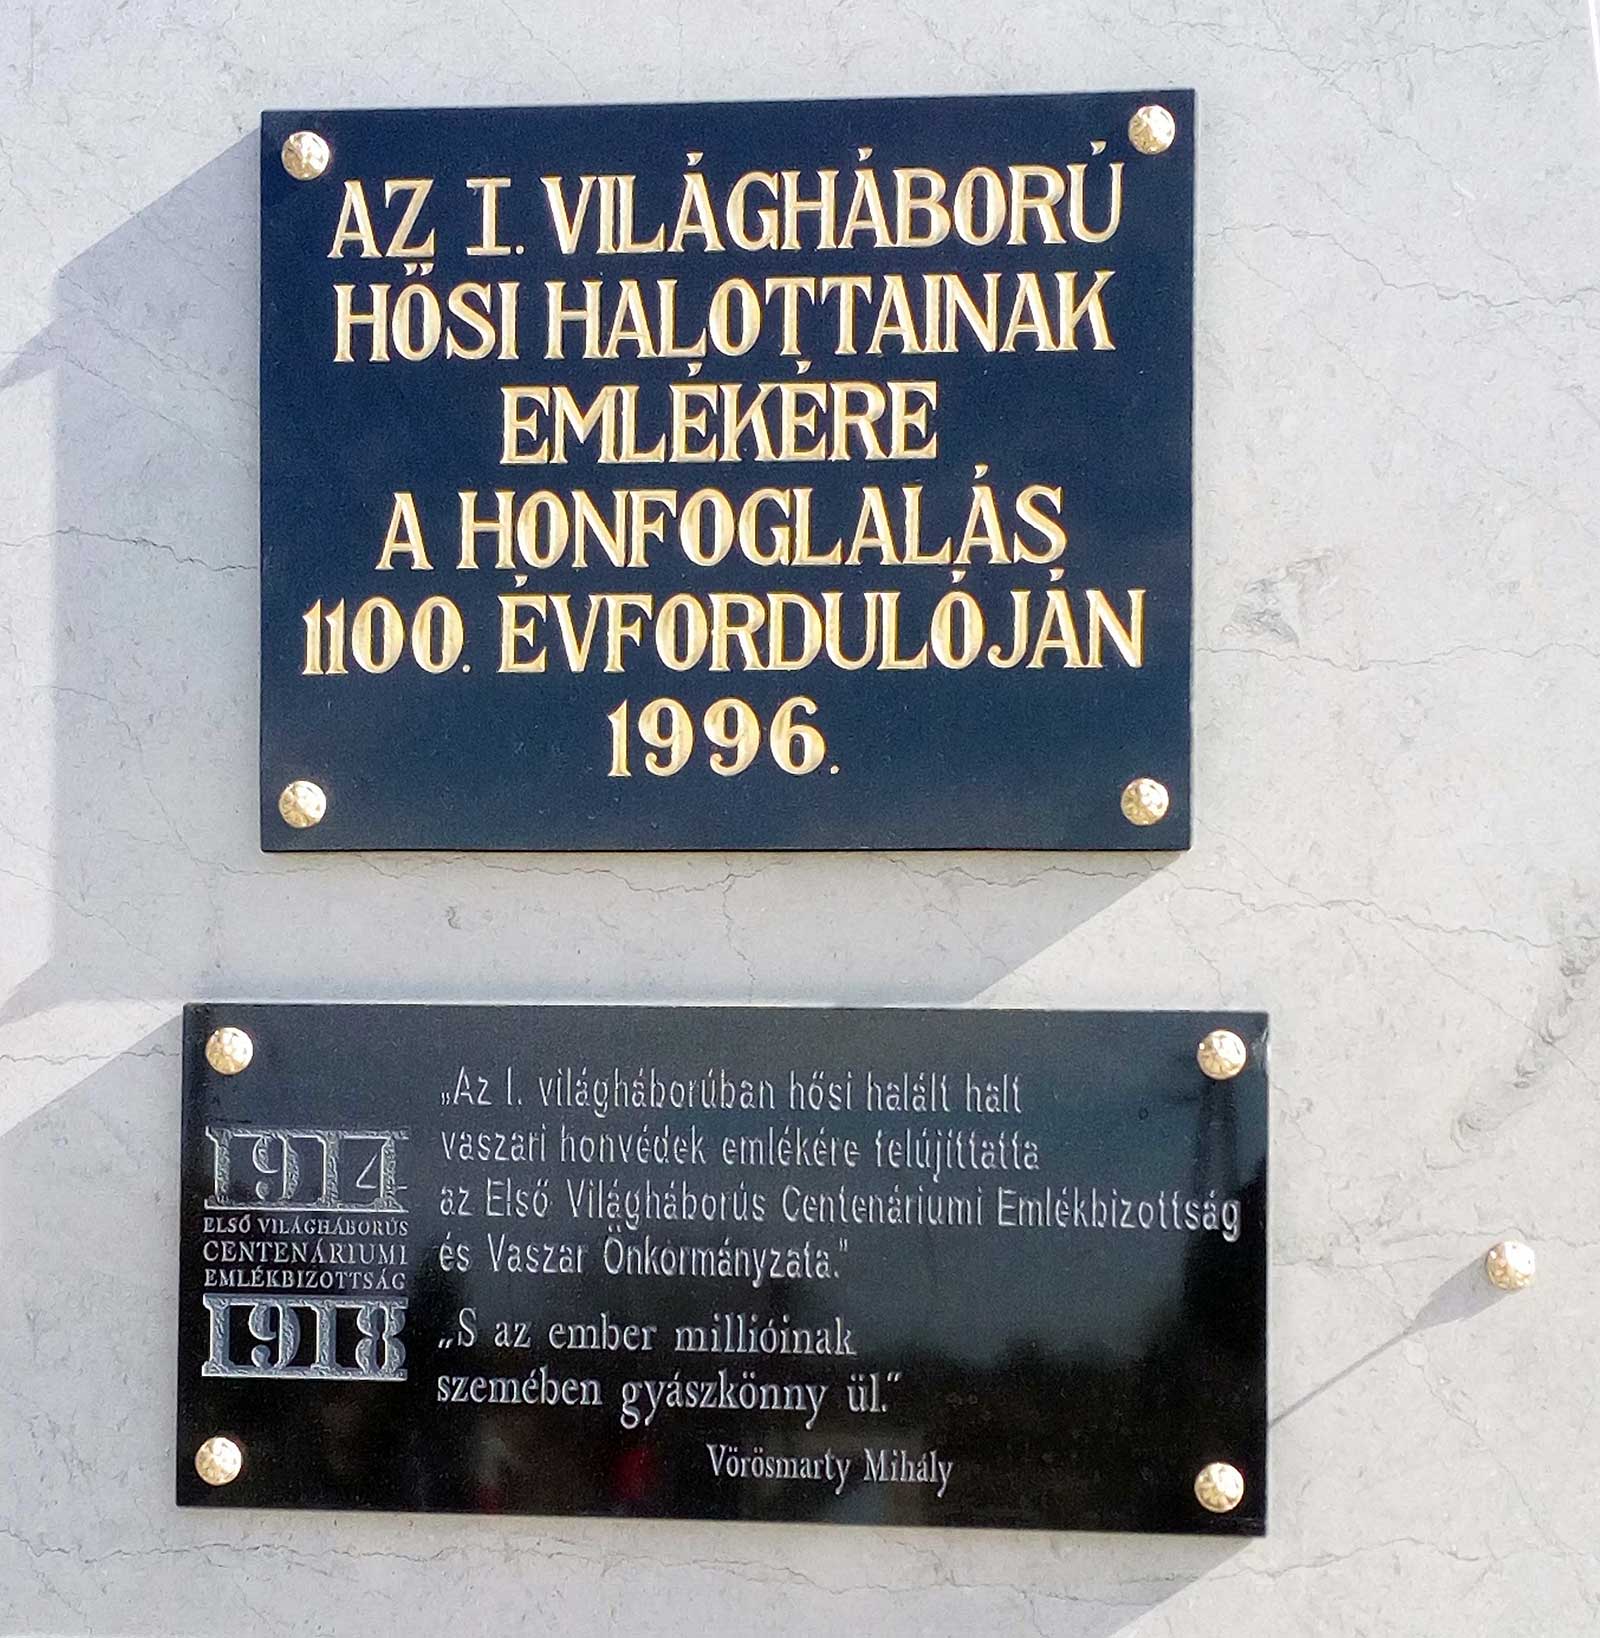 AZ I. VILÁGHÁBORÚ
HŐSI HALOTTAINAK
EMLÉKÉRE
A HONFOGLALÁS
1100. ÉVFORDULÓJÁN
1996.
„Az I. világháborúban hősi halált halt
vaszari honvédek emlékére felújíttatta
az Első Világháborús Centenáriumi Emlékbizottság
és Vaszar Önkormányzata."
„S az ember millióinak
szemében gyászkönny ül."
Vörösmarty Mihály
1914
ELSŐ VILÁGHÁBORÚS
CENTENÁRIUMI
EMLÉKBIZOTTSÁG
1918